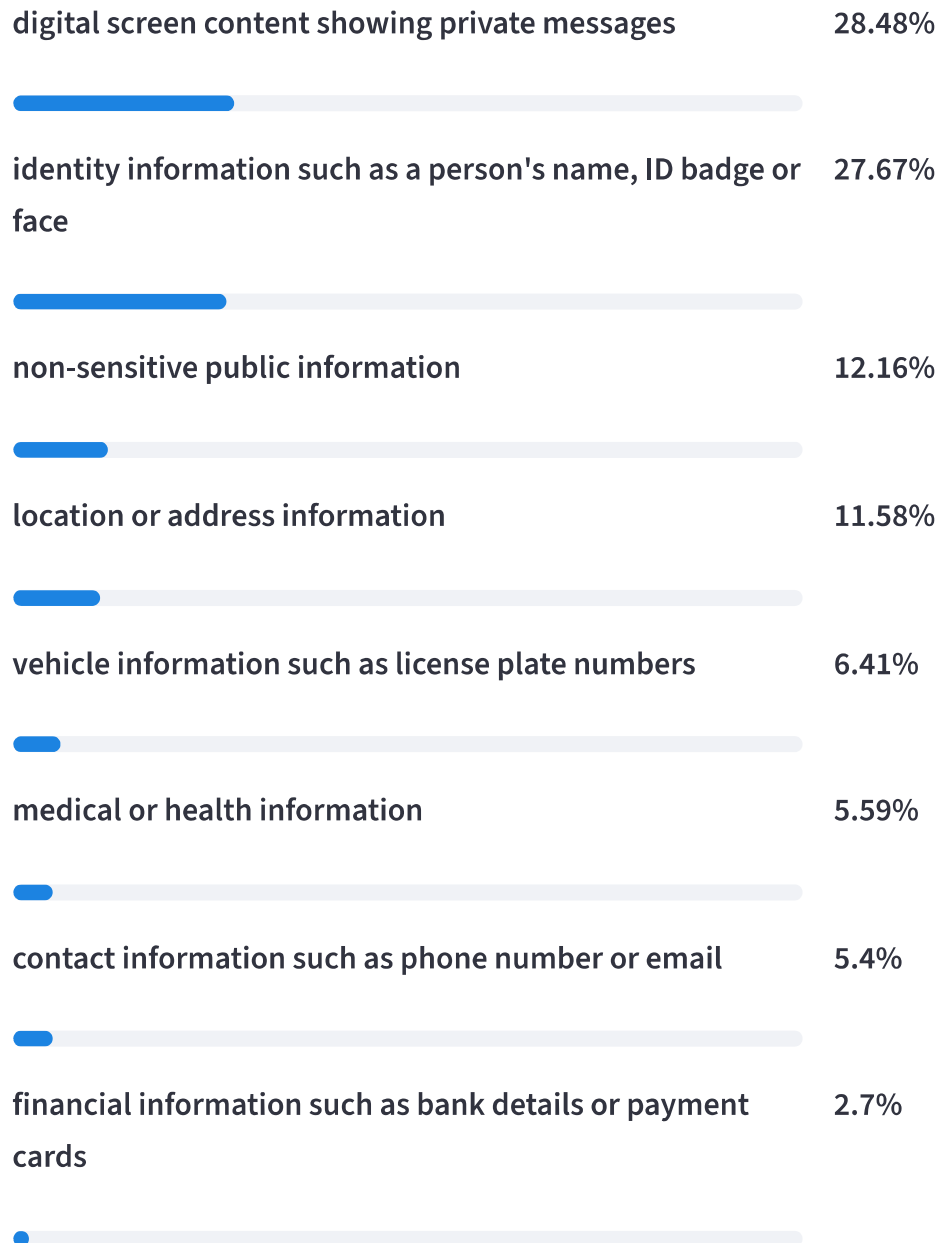 digital screen content showing private messages 28.48%
identity information such as a person's name, ID badge or 27.67%
face
non-sensitive public information 12.16%
location or address information 11.58%
vehicle information such as license plate numbers 6.41%
medical or health information 5.59%
contact information such as phone number or email 5.4%
financial information such as bank details or payment 2.7%
cards